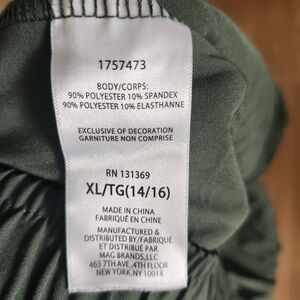 1757473
BODY/CORPS:
90% POLYESTER 10% SPANDEX
90% POLYESTER 10% ELASTHANNE
EXCLUSIVE OF DECORATION
GARNITURE NON COMPRISE
RN 131369
XL/TG(14/16)
MADE IN CHINA
FABRIQUÉ EN CHINE
MANUFACTURED &
DISTRIBUTED BY/FABRIQUÉ
ET DISTRIBUÉ PAR
MAG BRANDS,LLC
463 7TH AVE.,4TH FLOOR
NEW YORK,NY 10018